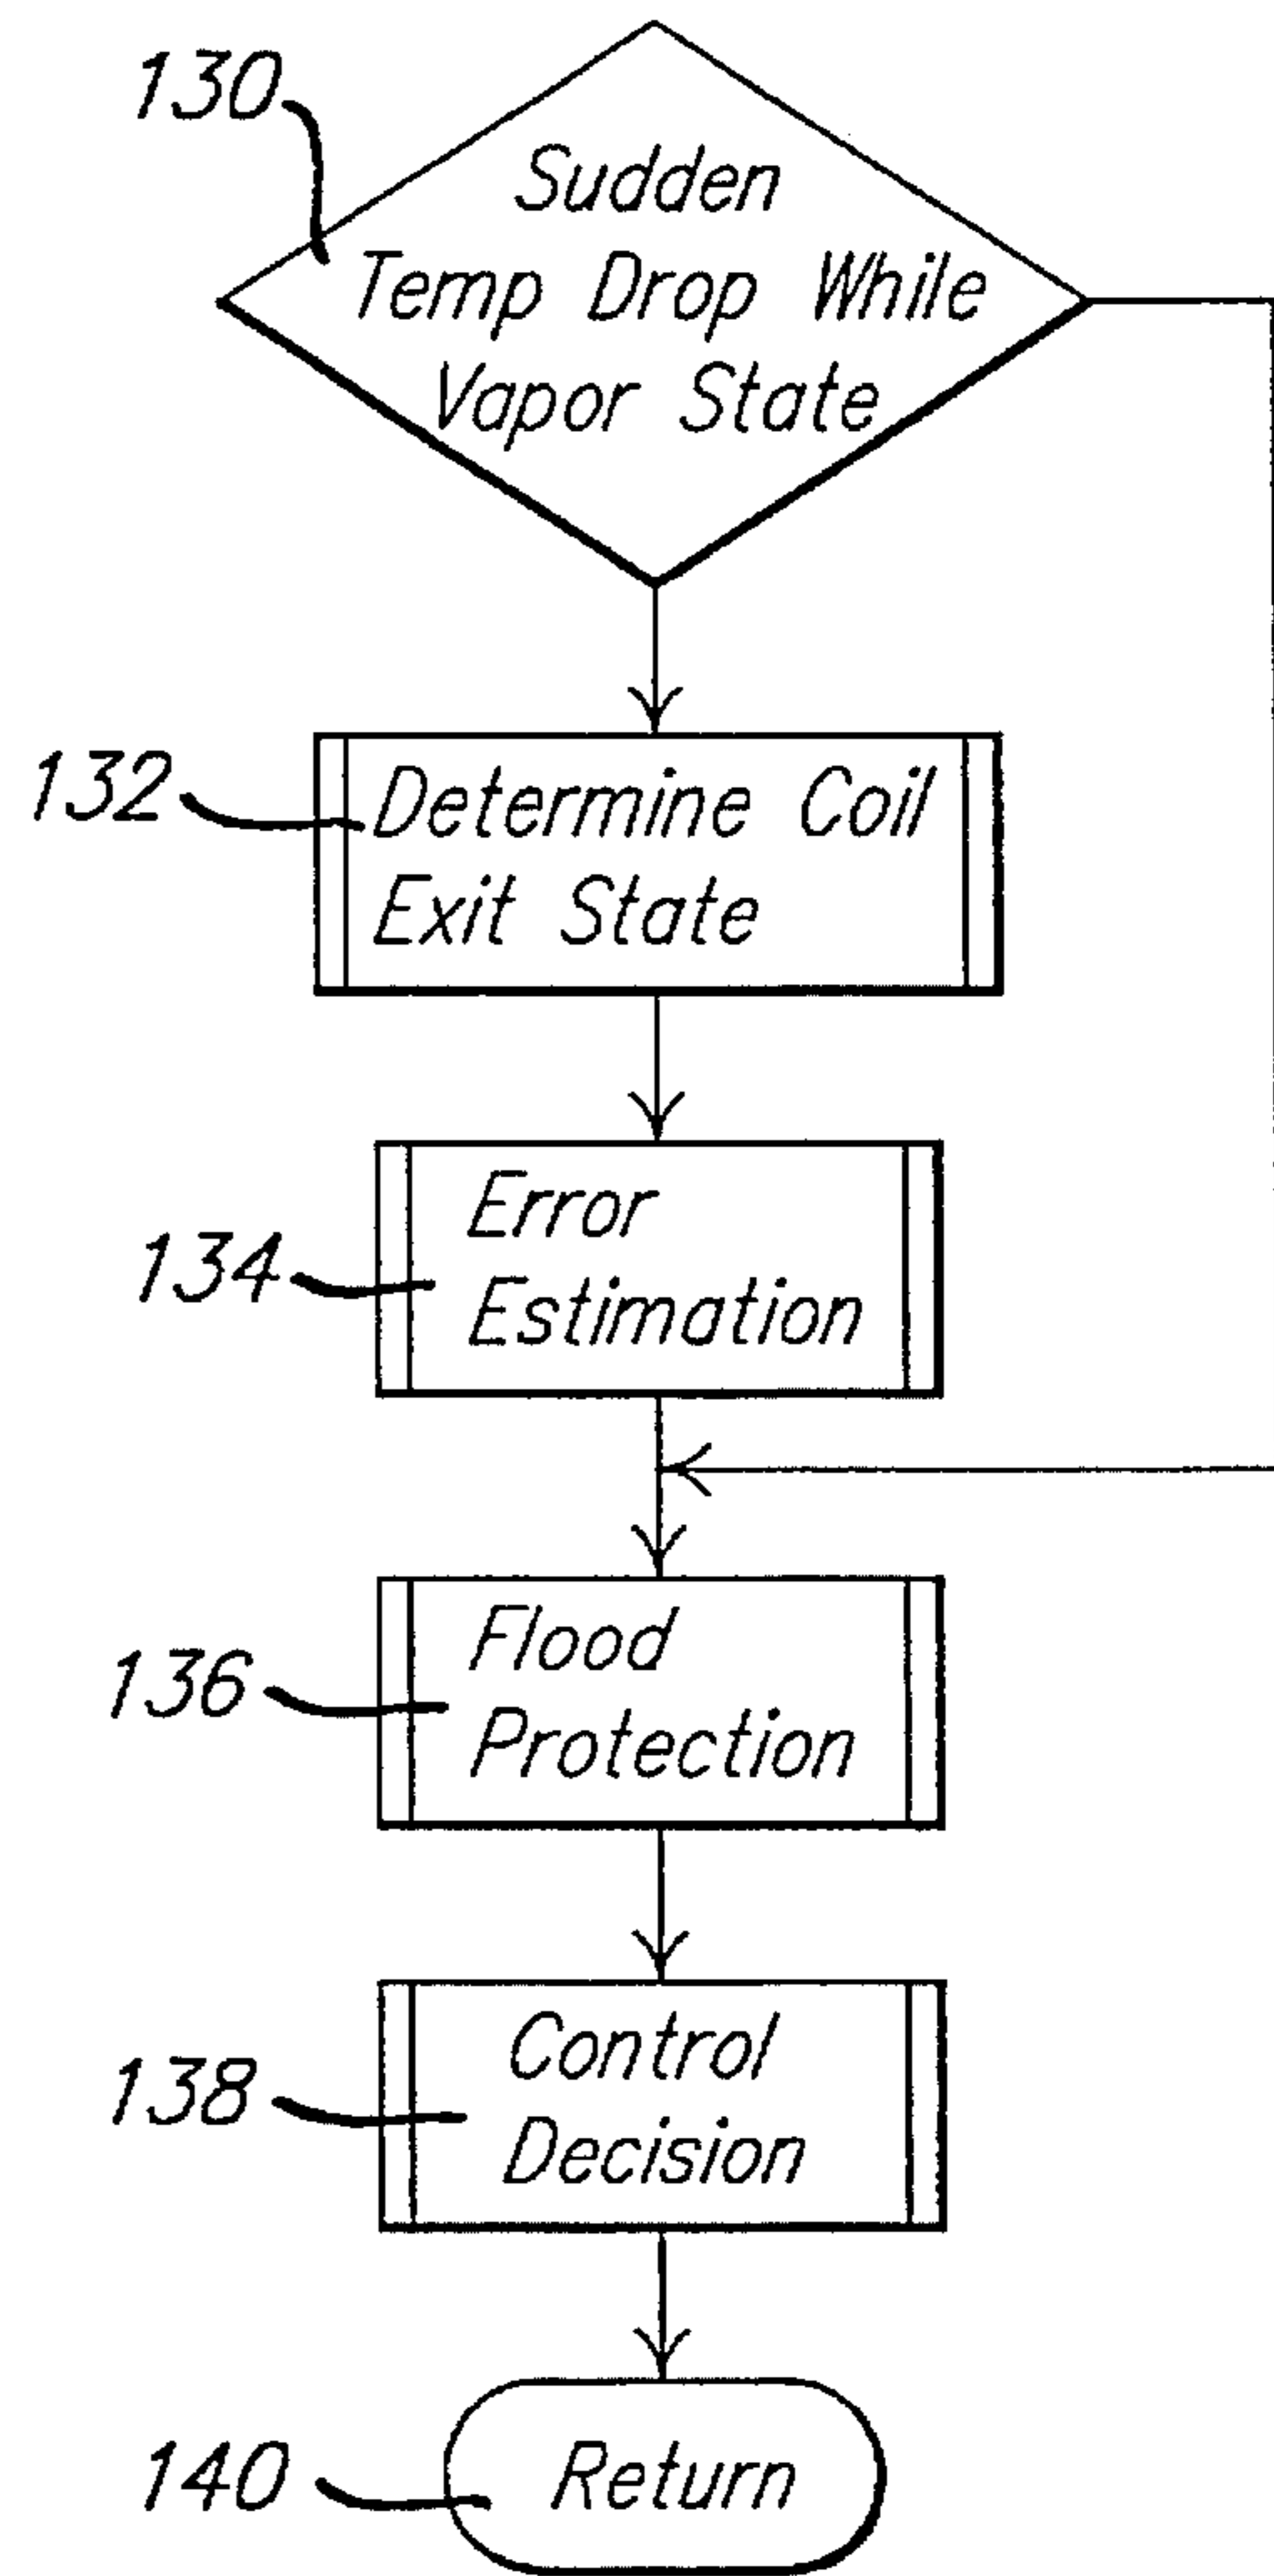 130
Sudden
Temp Drop While
Vapor State
132
Determine Coil
Exit State
134
Error
Estimation
136
Flood
Protection
138
Control
Decision
140
Return